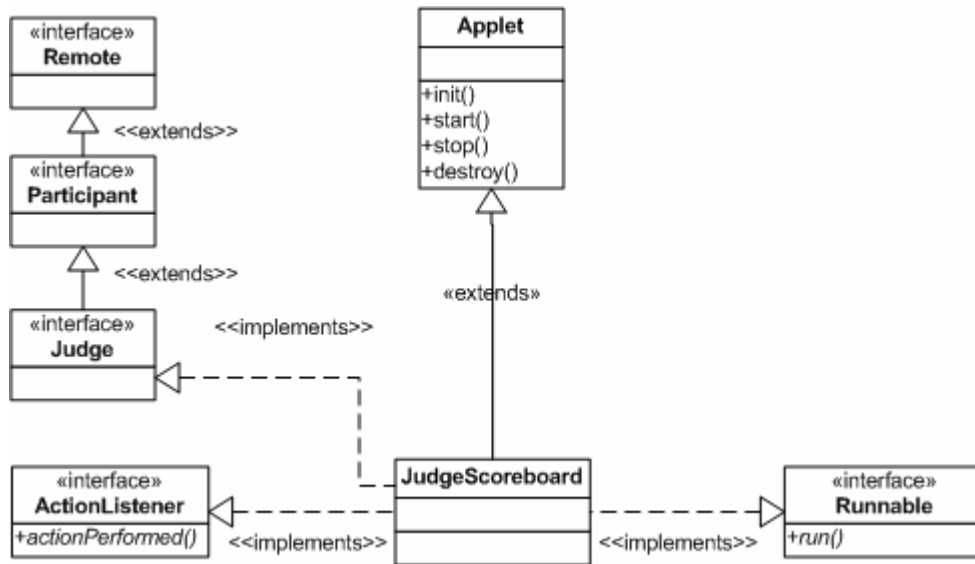 «interface»
Remote
<<extends>>
«interface»
Participant
<<extends>>
«interface»
Judge
<<implements>>
Applet
+init()
+start()
+stop()
+destroy()
«extends»
«interface»
ActionListener
+actionPerformed()
<<implements>>
JudgeScoreboard
<<implements>>
«interface»
Runnable
+run()